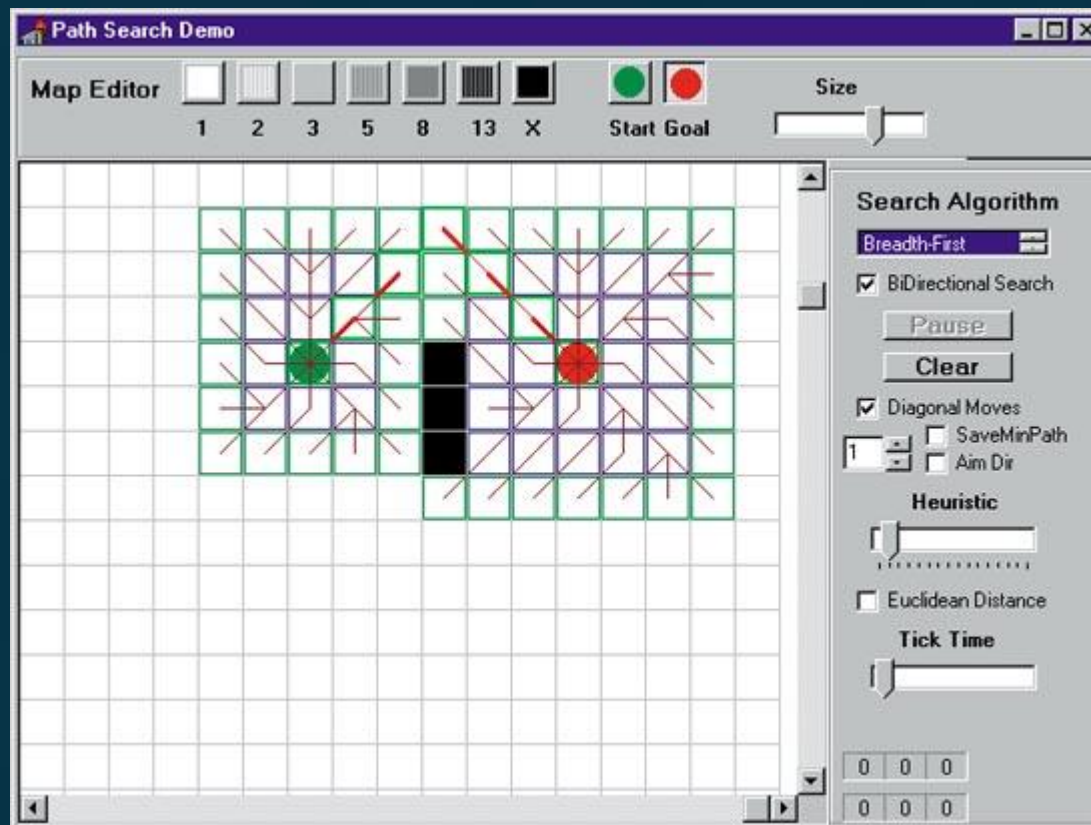 Path Search Demo
Map Editor
1 2 3 5 8 13 X
Start Goal
Size
Search Algorithm
Breadth-First
BiDirectional Search
Pause
Clear
Diagonal Moves
1
SaveMinPath
Aim Dir
Heuristic
Euclidean Distance
Tick Time
0 0 0
0 0 0